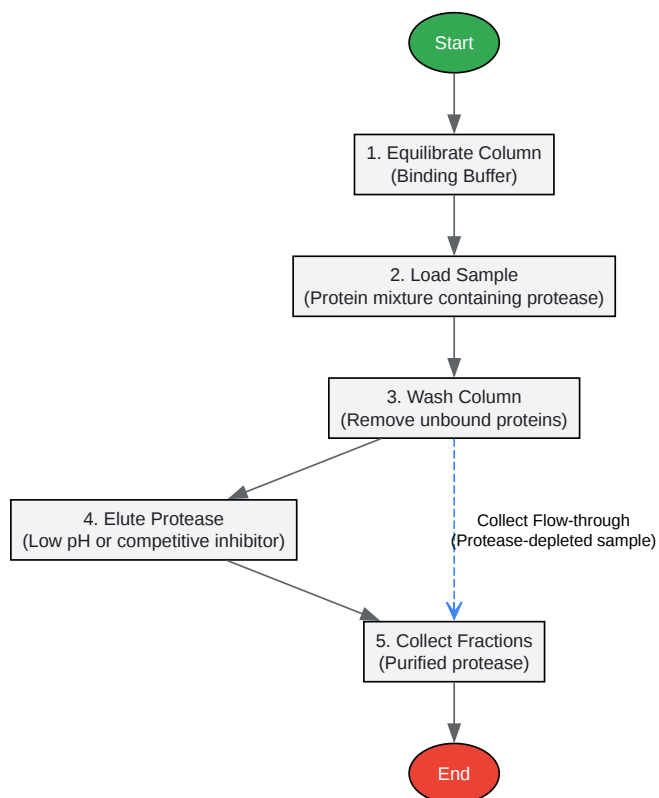 Start
1. Equilibrate Column
(Binding Buffer)
2. Load Sample
(Protein mixture containing protease)
3. Wash Column
(Remove unbound proteins)
4. Elute Protease
(Low pH or competitive inhibitor)
Collect Flow-through
(Protease-depleted sample)
5. Collect Fractions
(Purified protease)
End